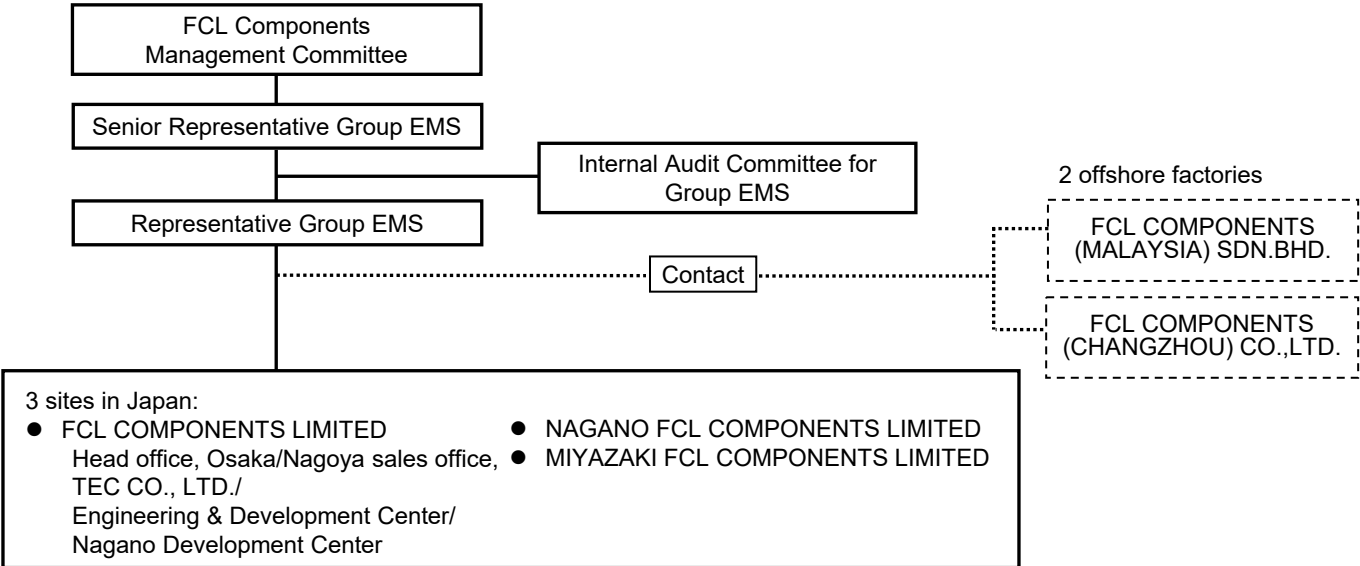 FCL Components
Management Committee
Senior Representative Group EMS
Internal Audit Committee for
Group EMS
Representative Group EMS
Contact
2 offshore factories
FCL COMPONENTS
(MALAYSIA) SDN.BHD.
FCL COMPONENTS
(CHANGZHOU) CO.,LTD.
3 sites in Japan:
● FCL COMPONENTS LIMITED
Head office, Osaka/Nagoya sales office,
TEC CO., LTD./
Engineering & Development Center/
Nagano Development Center
● NAGANO FCL COMPONENTS LIMITED
● MIYAZAKI FCL COMPONENTS LIMITED